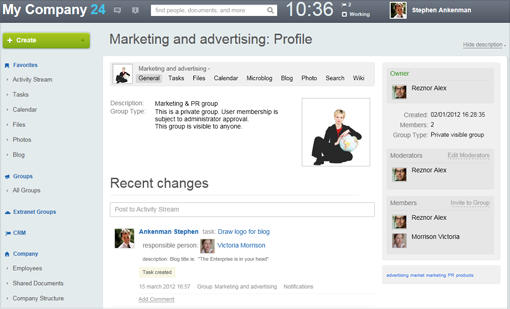 My Company 24
find people, documents, and more
10:36
2
Working
Stephen Ankenman
+ Create
Favorites
Activity Stream
Tasks
Calendar
Files
Photos
Blog
Groups
All Groups
Extranet Groups
CRM
Company
Employees
Shared Documents
Company Structure
Marketing and advertising: Profile
Hide description
Marketing and advertising -
General Tasks Files Calendar Microblog Blog Photo Search Wiki
Description: Marketing & PR group
Group Type: This is a private group. User membership is
subject to administrator approval.
This group is visible to anyone.
Recent changes
Post to Activity Stream
Ankenman Stephen task: Draw logo for blog
responsible person: Victoria Morrison
description: Blog title ie. "The Enterprise is in your head"
Task created
15 march 2012 16:57 Group Marketing and advertising Notifications
Add Comment
Owner
Reznor Alex
Created: 02/01/2012 16:28:35
Members: 2
Group Type: Private visible group
Moderators Edit Moderators
Reznor Alex
Members Invite to Group
Reznor Alex
Morrison Victoria
advertising market marketing PR products